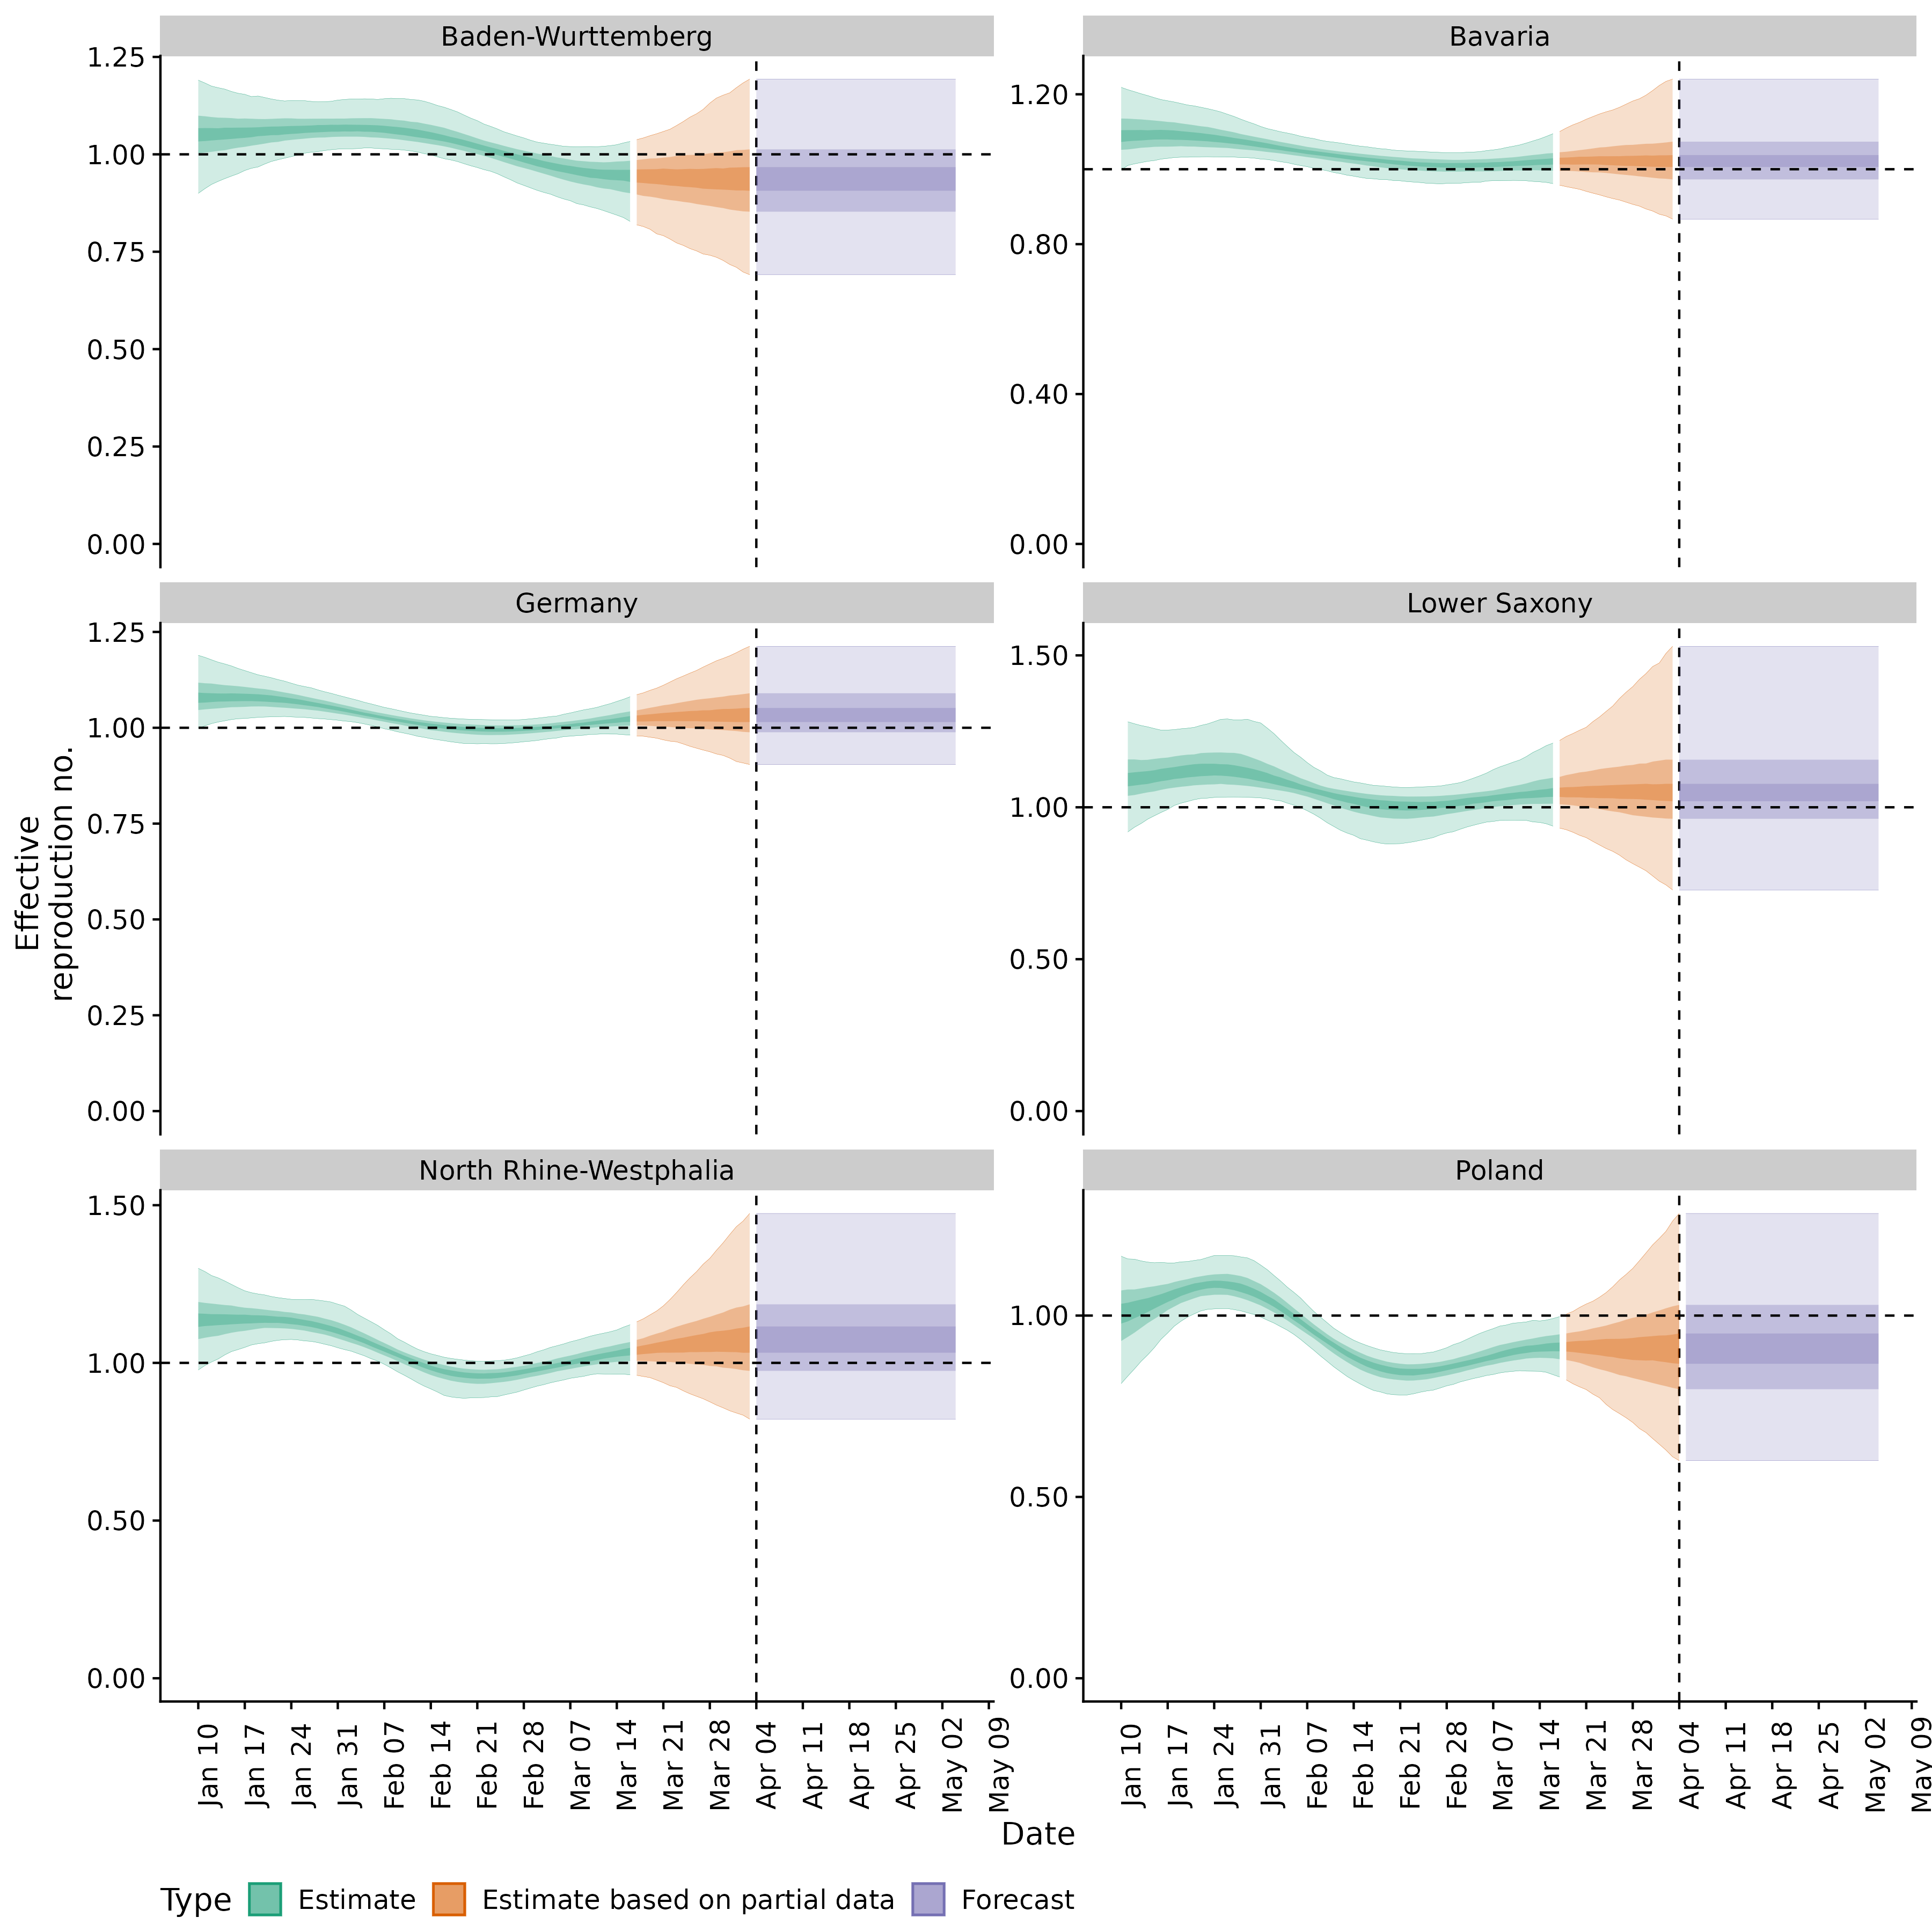 Baden-Wurttemberg
1.25
1.00
0.75
0.50
0.25
0.00
Bavaria
1.20
0.80
0.40
0.00
Germany
1.25
1.00
0.75
0.50
0.25
0.00
Lower Saxony
1.50
1.00
0.50
0.00
North Rhine-Westphalia
1.50
1.00
0.50
0.00
Poland
1.00
0.50
0.00
Effective
reproduction no.
Jan 10
Jan 17
Jan 24
Jan 31
Feb 07
Feb 14
Feb 21
Feb 28
Mar 07
Mar 14
Mar 21
Mar 28
Apr 04
Apr 11
Apr 18
Apr 25
May 02
May 09
Jan 10
Jan 17
Jan 24
Jan 31
Feb 07
Feb 14
Feb 21
Feb 28
Mar 07
Mar 14
Mar 21
Mar 28
Apr 04
Apr 11
Apr 18
Apr 25
May 02
May 09
Date
Type Estimate Estimate based on partial data Forecast